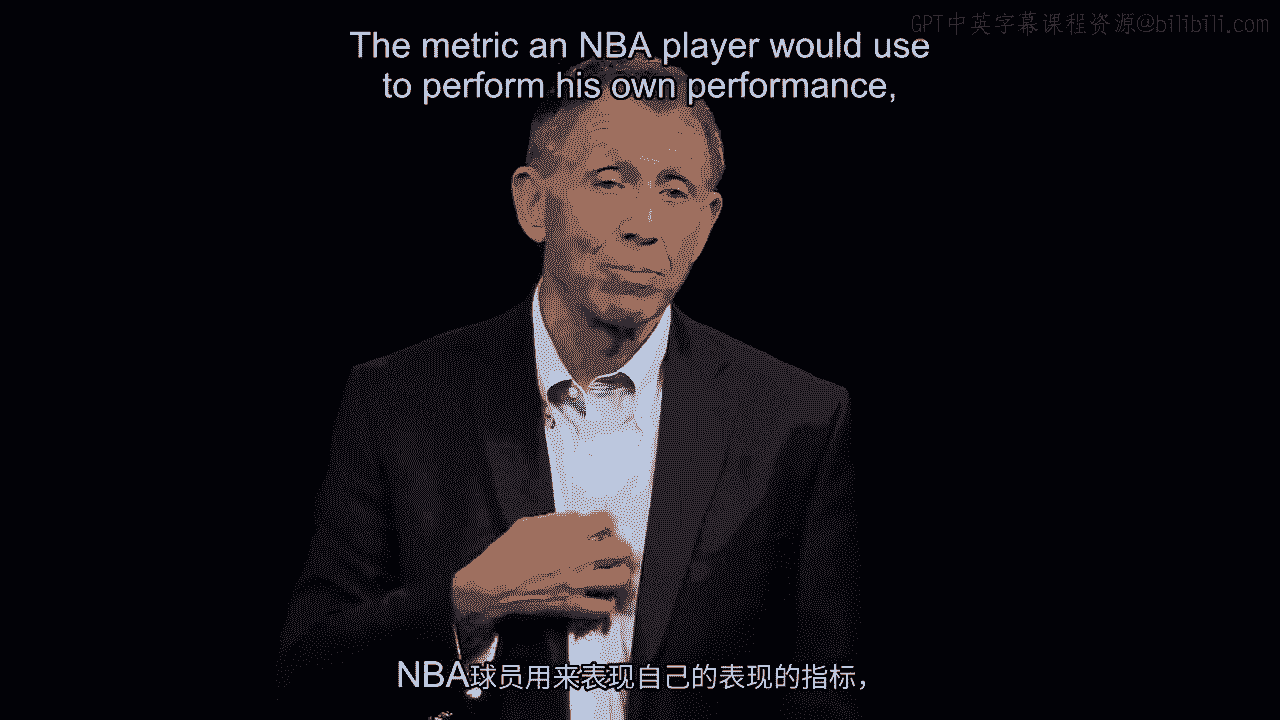 GPT中英字幕课程资源@bilibili.com
The metric an NBA player would use
to perform his own performance,
NBA球员用来表现自己的表现的指标，